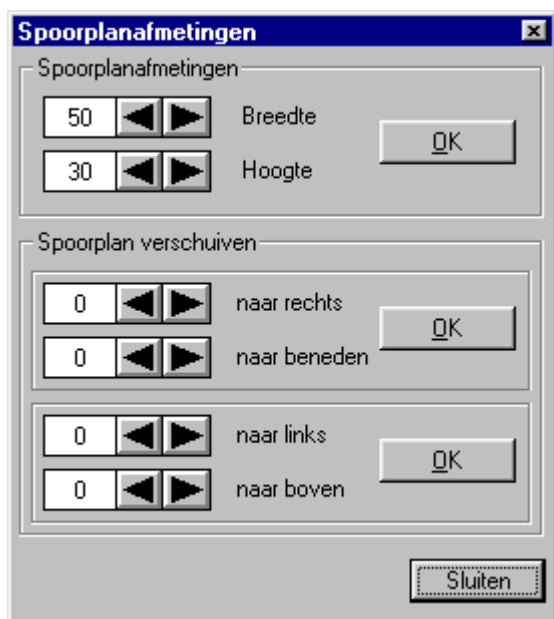 Spoorplanafmetingen
Spoorplanafmetingen
50 Breedte
OK
30 Hoogte
Spoorplan verschuiven
0 naar rechts
OK
0 naar beneden
0 naar links
OK
0 naar boven
Sluiten